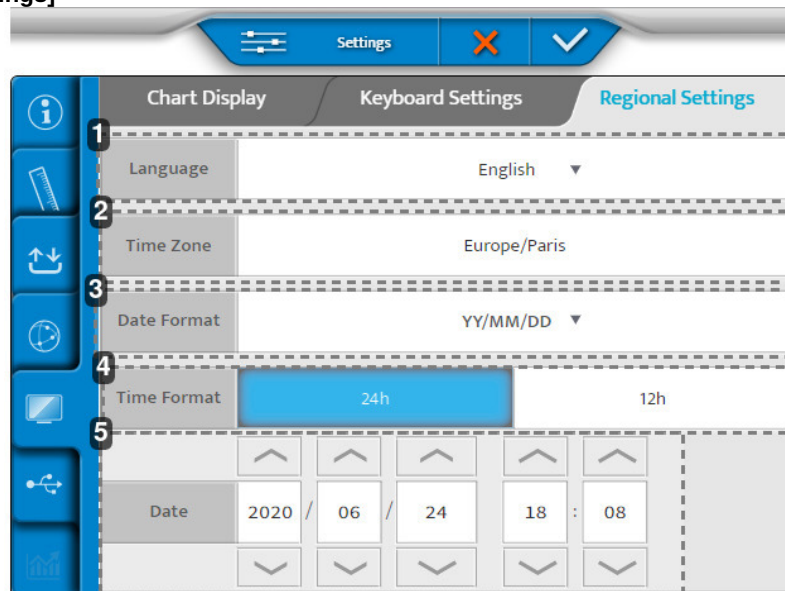 ngs]
Settings
Chart Display Keyboard Settings Regional Settings
1
Language English
2
Time Zone Europe/Paris
3
Date Format YY/MM/DD
4
Time Format 24h 12h
5
Date 2020 / 06 / 24 18 : 08